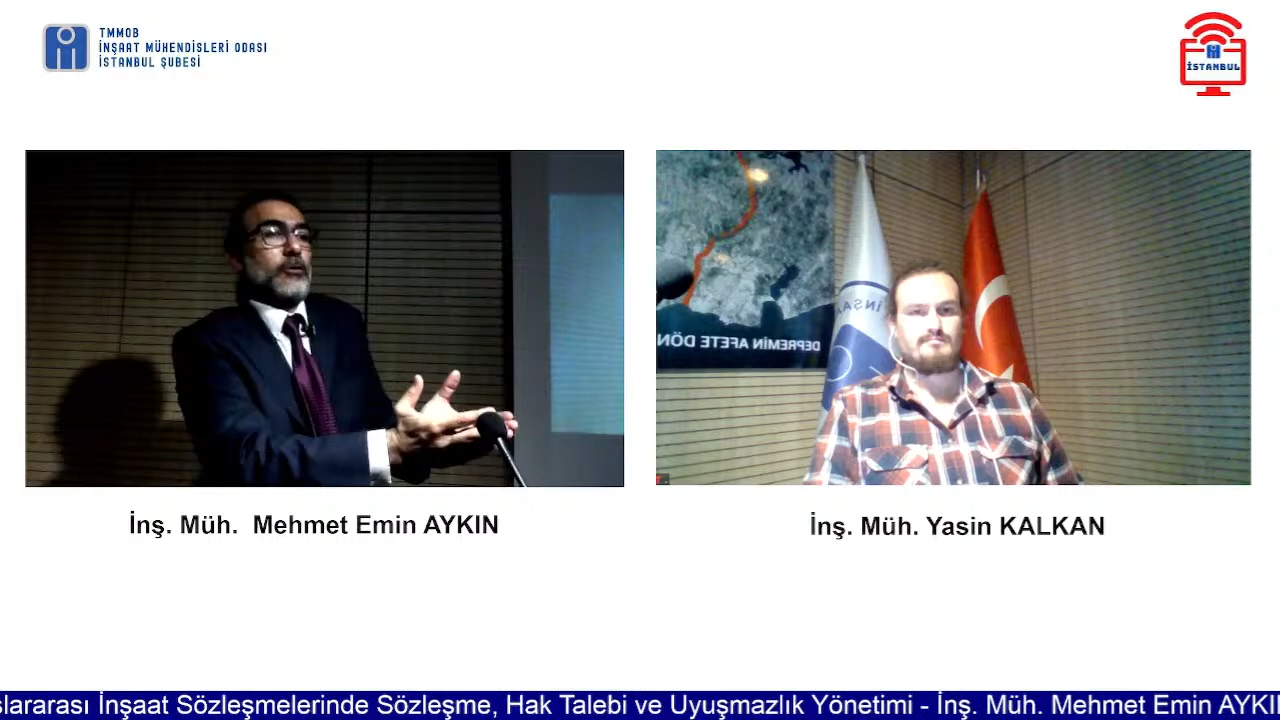 TMMOB
İNŞAAT MÜHENDİSLERİ ODASI
İSTANBUL ŞUBESİ
İSTANBUL
İNŞA
DEPREMİN AFETE DÖN
İnş. Müh.  Mehmet Emin AYKIN
İnş. Müh. Yasin KALKAN
slararası İnşaat Sözleşmelerinde Sözleşme, Hak Talebi ve Uyuşmazlık Yönetimi - İnş. Müh. Mehmet Emin AYKI